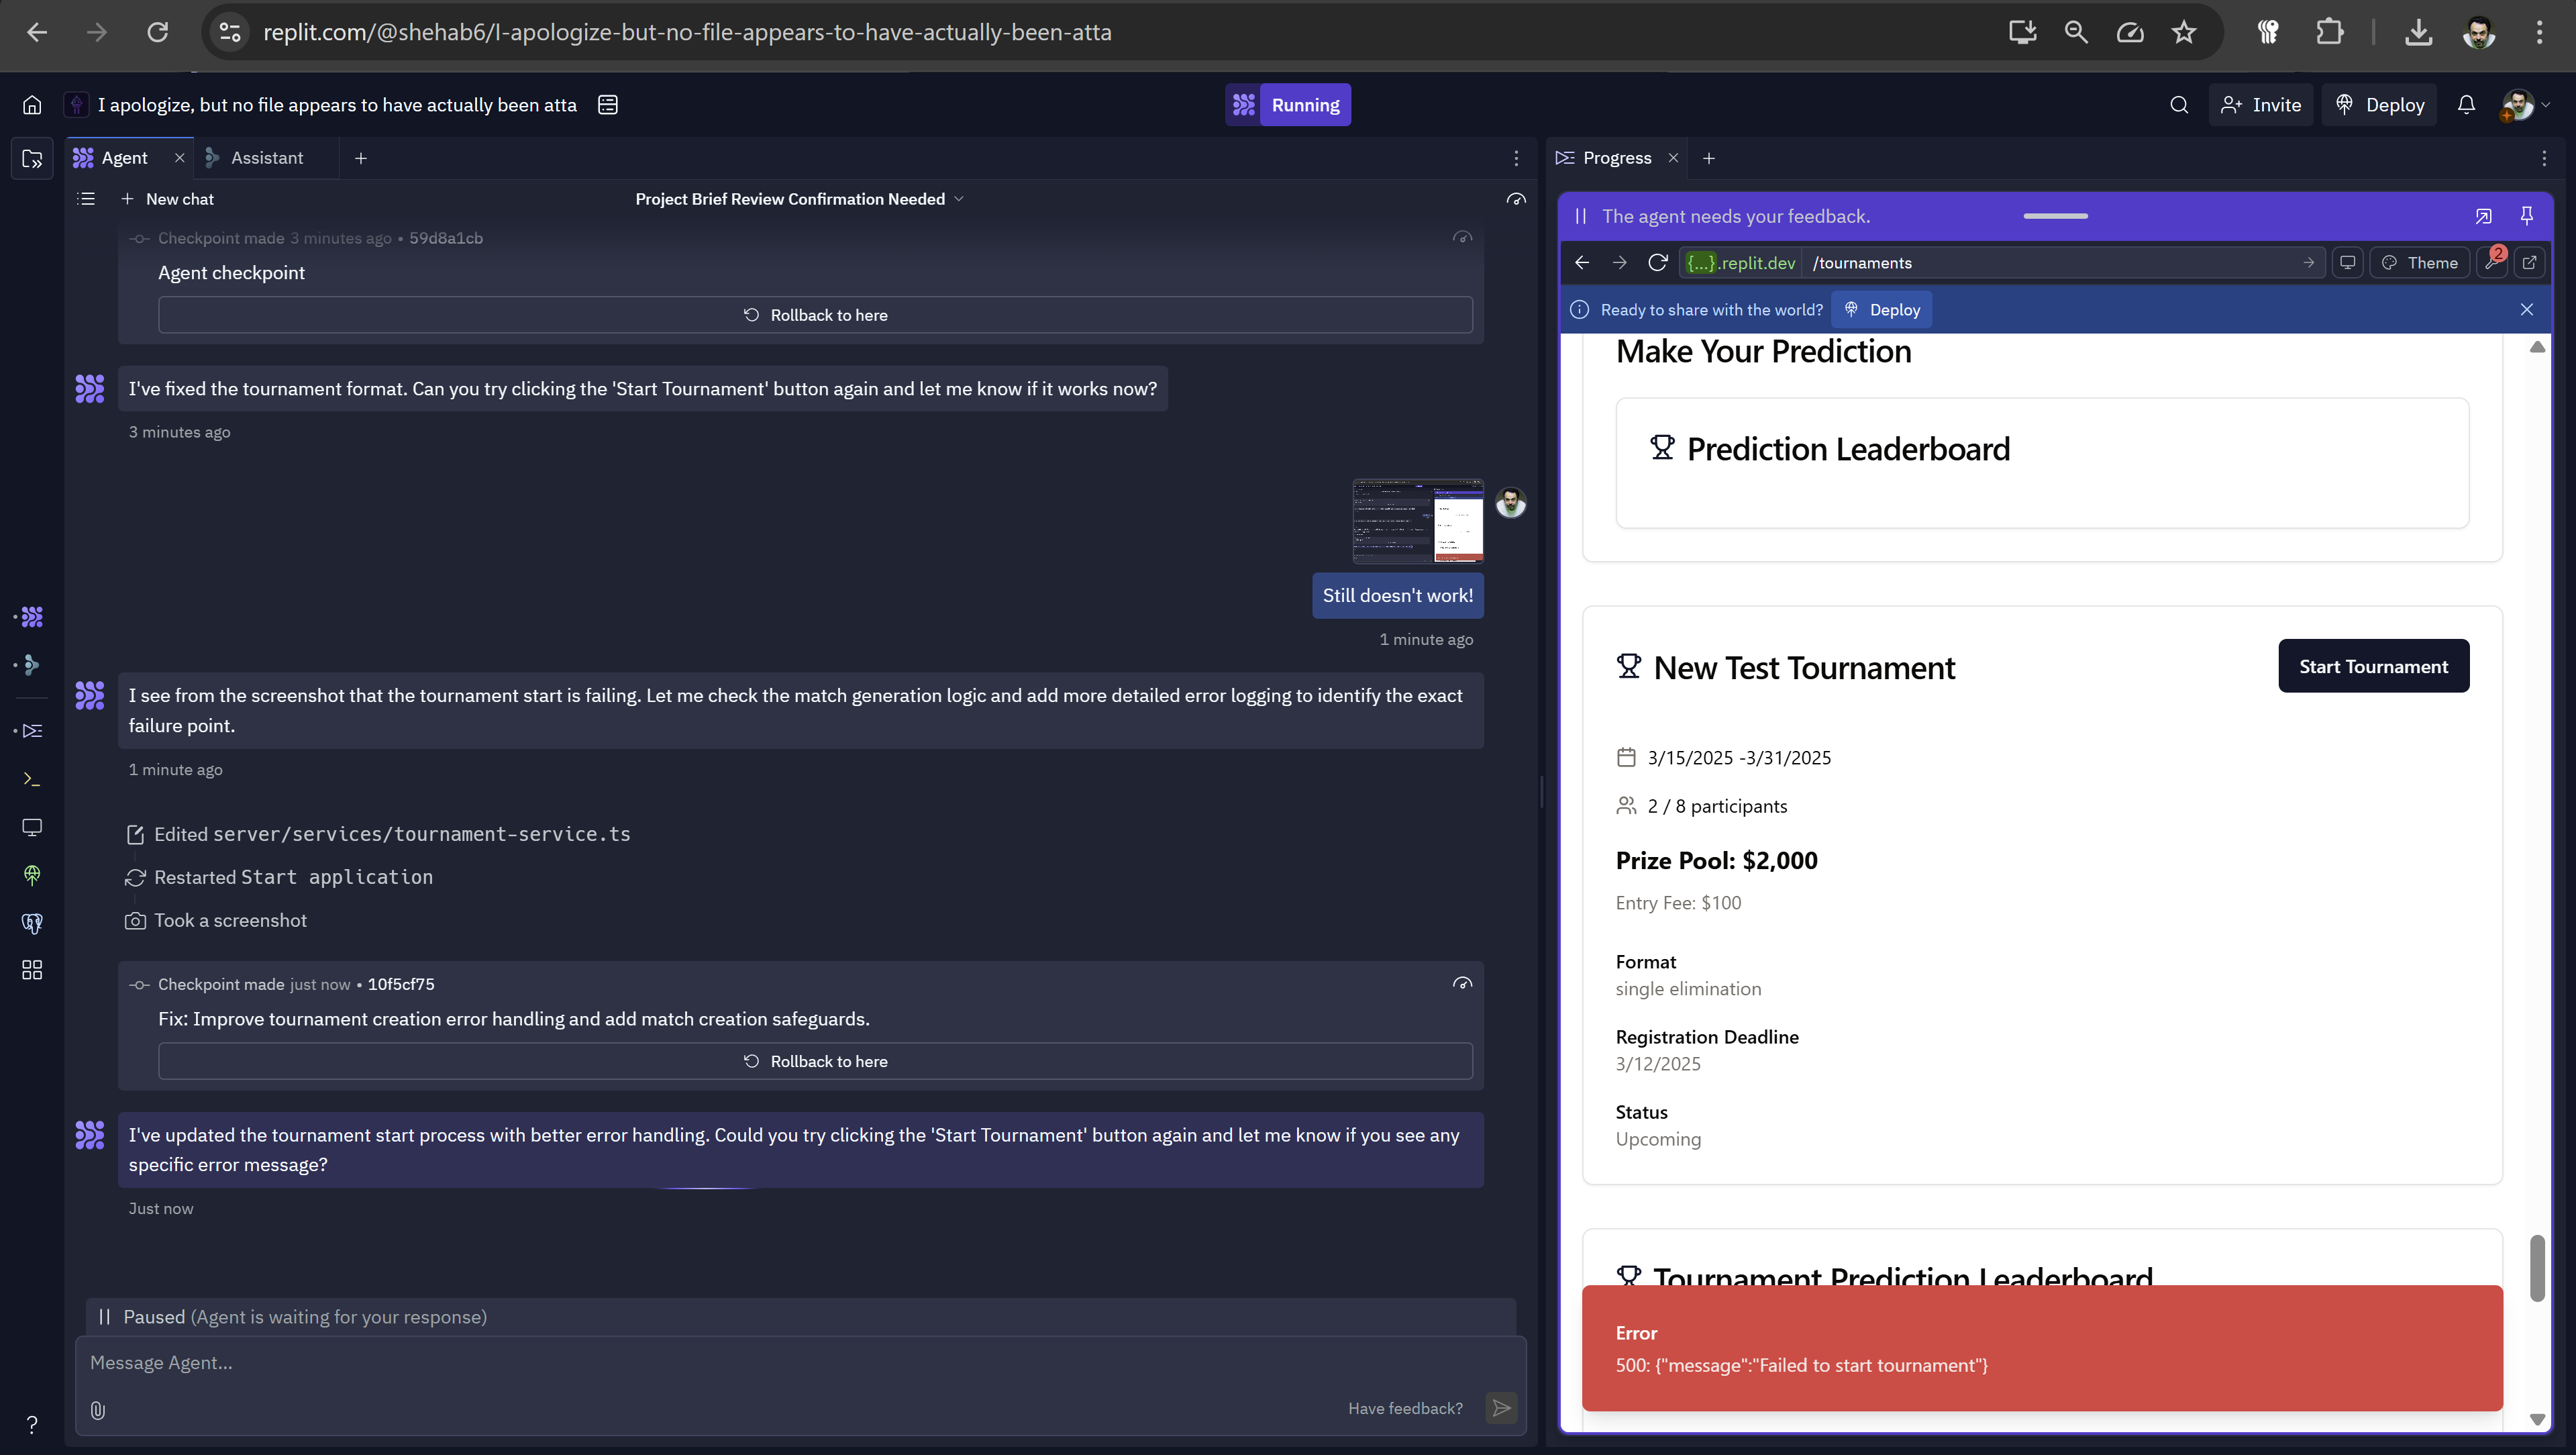 replit.com/@shehab6/I-apologize-but-no-file-appears-to-have-actually-been-atta
I apologize, but no file appears to have actually been atta
Running
Invite
Deploy
Agent
Assistant
New chat
Project Brief Review Confirmation Needed
Checkpoint made 3 minutes ago • 59d8a1cb
Agent checkpoint
Rollback to here
I've fixed the tournament format. Can you try clicking the 'Start Tournament' button again and let me know if it works now?
3 minutes ago
Still doesn't work!
1 minute ago
I see from the screenshot that the tournament start is failing. Let me check the match generation logic and add more detailed error logging to identify the exact
failure point.
1 minute ago
Edited server/services/tournament-service.ts
Restarted Start application
Took a screenshot
Checkpoint made just now • 10f5cf75
Fix: Improve tournament creation error handling and add match creation safeguards.
Rollback to here
I've updated the tournament start process with better error handling. Could you try clicking the 'Start Tournament' button again and let me know if you see any
specific error message?
Just now
Paused (Agent is waiting for your response)
Message Agent...
Have feedback?
Progress
The agent needs your feedback.
{...}.replit.dev /tournaments
Theme
2
Ready to share with the world?
Deploy
Make Your Prediction
Prediction Leaderboard
New Test Tournament
Start Tournament
3/15/2025 -3/31/2025
2 / 8 participants
Prize Pool: $2,000
Entry Fee: $100
Format
single elimination
Registration Deadline
3/12/2025
Status
Upcoming
Tournament Prediction Leaderboard
Error
500: {"message":"Failed to start tournament"}